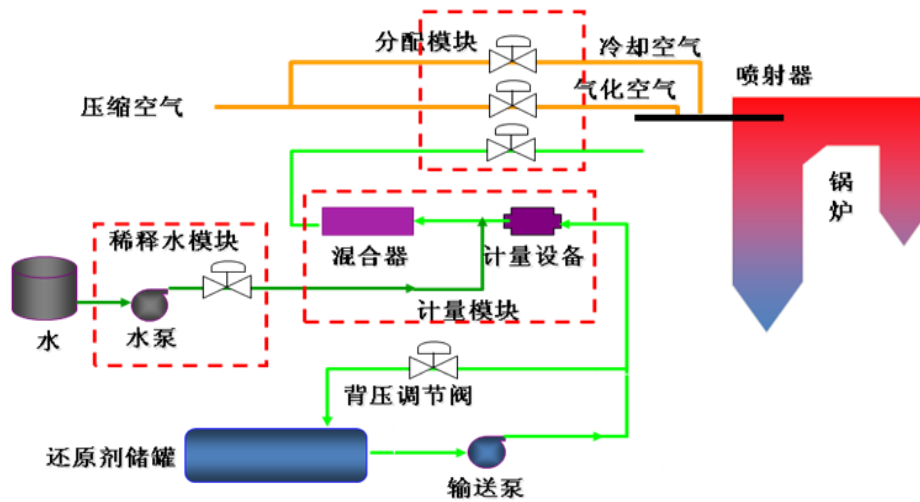 分配模块
冷却空气
喷射器
压缩空气
气化空气
锅
炉
稀释水模块
混合器
计量设备
计量模块
水
水泵
背压调节阀
还原剂储罐
输送泵